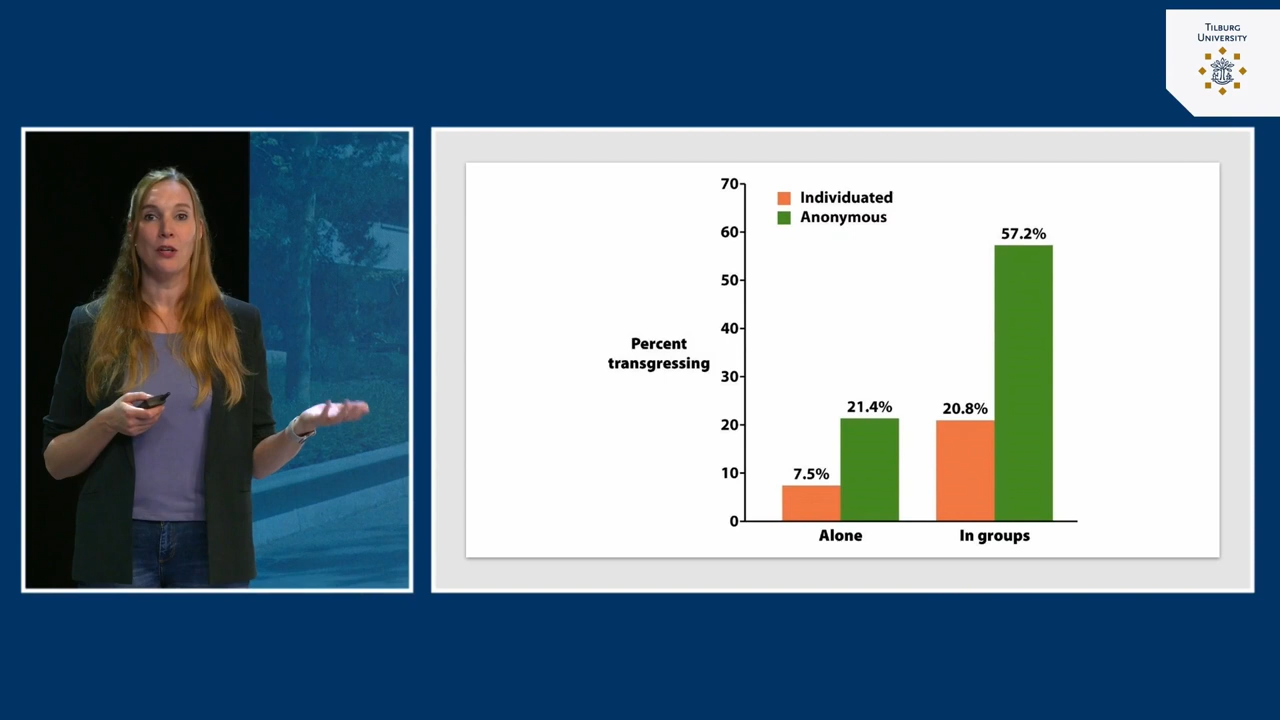 TILBURG
UNIVERSITY
70
60
50
40
30
20
10
0
Individuated
Anonymous
Percent
transgressing
7.5%
21.4%
20.8%
57.2%
Alone
In groups